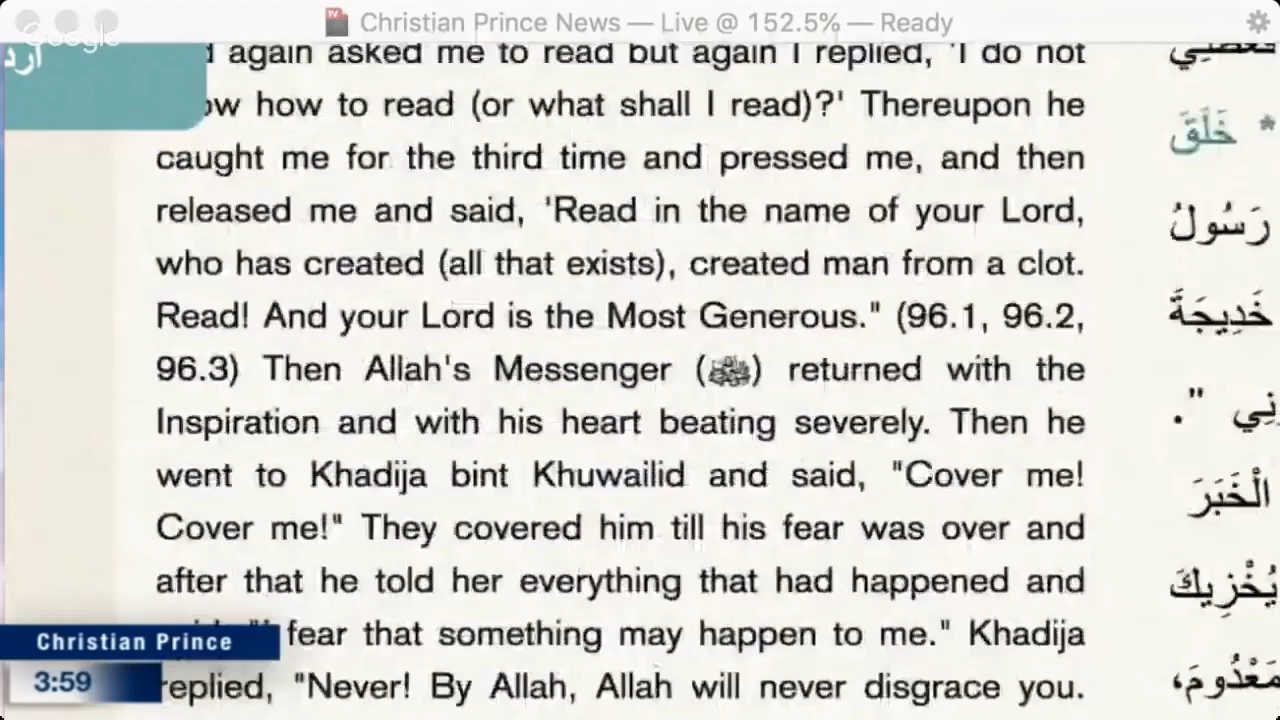 Christian Prince News — Live @ 152.5% — Ready
Google
again asked me to read but again I replied, 'I do not
how to read (or what shall I read)?' Thereupon he
caught me for the third time and pressed me, and then
released me and said, 'Read in the name of your Lord,
who has created (all that exists), created man from a clot.
Read! And your Lord is the Most Generous." (96.1, 96.2,
96.3) Then Allah's Messenger (ﷺ) returned with the
Inspiration and with his heart beating severely. Then he
went to Khadija bint Khuwailid and said, "Cover me!
Cover me!" They covered him till his fear was over and
after that he told her everything that had happened and
fear that something may happen to me." Khadija
replied, "Never! By Allah, Allah will never disgrace you.
* خَلَقَ
رَسُولُ
خَدِيجَةَ
الْخَبَرَ
يُخْزِيكَ
Christian Prince
3:59